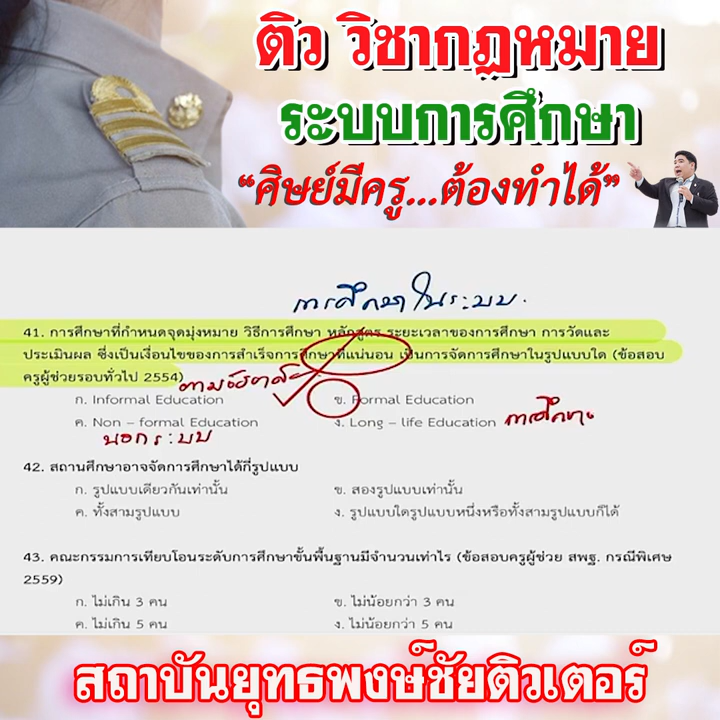 ติว วิชากฎหมาย
ระบบการศึกษา
“ศิษย์มีครู...ต้องทำได้”
การศึกษาในระบบ
41. การศึกษาที่กำหนดจุดมุ่งหมาย วิธีการศึกษา หลักสูตร ระยะเวลาของการศึกษา การวัดและ
ประเมินผล ซึ่งเป็นเงื่อนไขของการสำเร็จการศึกษาที่แน่นอน เป็นการจัดการศึกษาในรูปแบบใด (ข้อสอบ
ครูผู้ช่วยรอบทั่วไป 2554)
ตามอัธยาศัย
ก. Informal Education ข. Formal Education
ค. Non – formal Education ง. Long – life Education การศึกษา
นอกระบบ
42. สถานศึกษาอาจจัดการศึกษาได้กี่รูปแบบ
ก. รูปแบบเดียวกันเท่านั้น ข. สองรูปแบบเท่านั้น
ค. ทั้งสามรูปแบบ ง. รูปแบบใดรูปแบบหนึ่งหรือทั้งสามรูปแบบก็ได้
43. คณะกรรมการเทียบโอนระดับการศึกษาขั้นพื้นฐานมีจำนวนเท่าไร (ข้อสอบครูผู้ช่วย สพฐ. กรณีพิเศษ
2559)
ก. ไม่เกิน 3 คน ข. ไม่น้อยกว่า 3 คน
ค. ไม่เกิน 5 คน ง. ไม่น้อยกว่า 5 คน
สถาบันยุทธพงษ์ชัยติวเตอร์